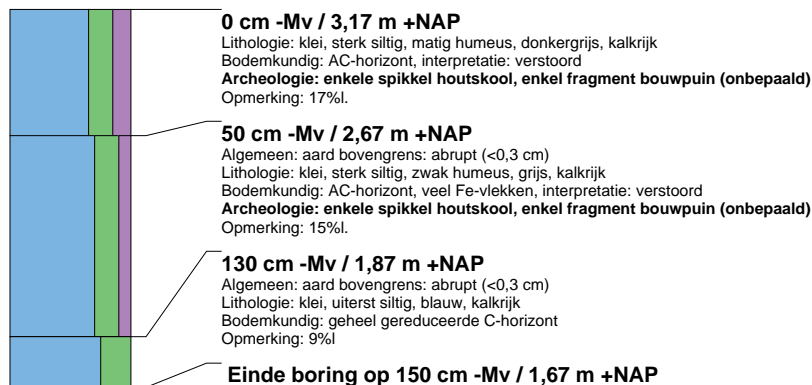 0 cm -Mv / 3,17 m +NAP
Lithologie: klei, sterk siltig, matig humeus, donkergrijs, kalkrijk
Bodemkundig: AC-horizont, interpretatie: verstoord
Archeologie: enkele spikkel houtskool, enkel fragment bouwpuin (onbepaald)
Opmerking: 17%l.
50 cm -Mv / 2,67 m +NAP
Algemeen: aard bovengrens: abrupt (<0,3 cm)
Lithologie: klei, sterk siltig, zwak humeus, grijs, kalkrijk
Bodemkundig: AC-horizont, veel Fe-vlekken, interpretatie: verstoord
Archeologie: enkele spikkel houtskool, enkel fragment bouwpuin (onbepaald)
Opmerking: 15%l.
130 cm -Mv / 1,87 m +NAP
Algemeen: aard bovengrens: abrupt (<0,3 cm)
Lithologie: klei, uiterst siltig, blauw, kalkrijk
Bodemkundig: geheel gereduceerde C-horizont
Opmerking: 9%l
Einde boring op 150 cm -Mv / 1,67 m +NAP